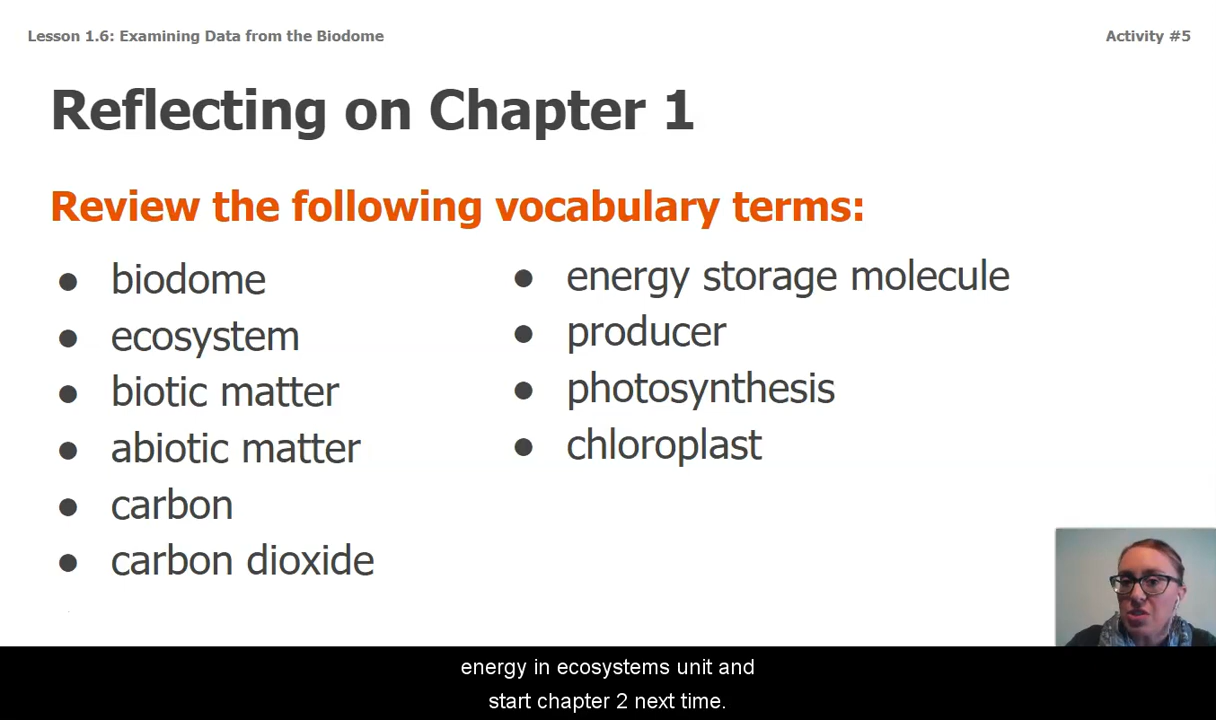 Lesson 1.6: Examining Data from the Biodome
Activity #5
Reflecting on Chapter 1
Review the following vocabulary terms:
● biodome
● ecosystem
● biotic matter
● abiotic matter
● carbon
● carbon dioxide
● energy storage molecule
● producer
● photosynthesis
● chloroplast
energy in ecosystems unit and
start chapter 2 next time.